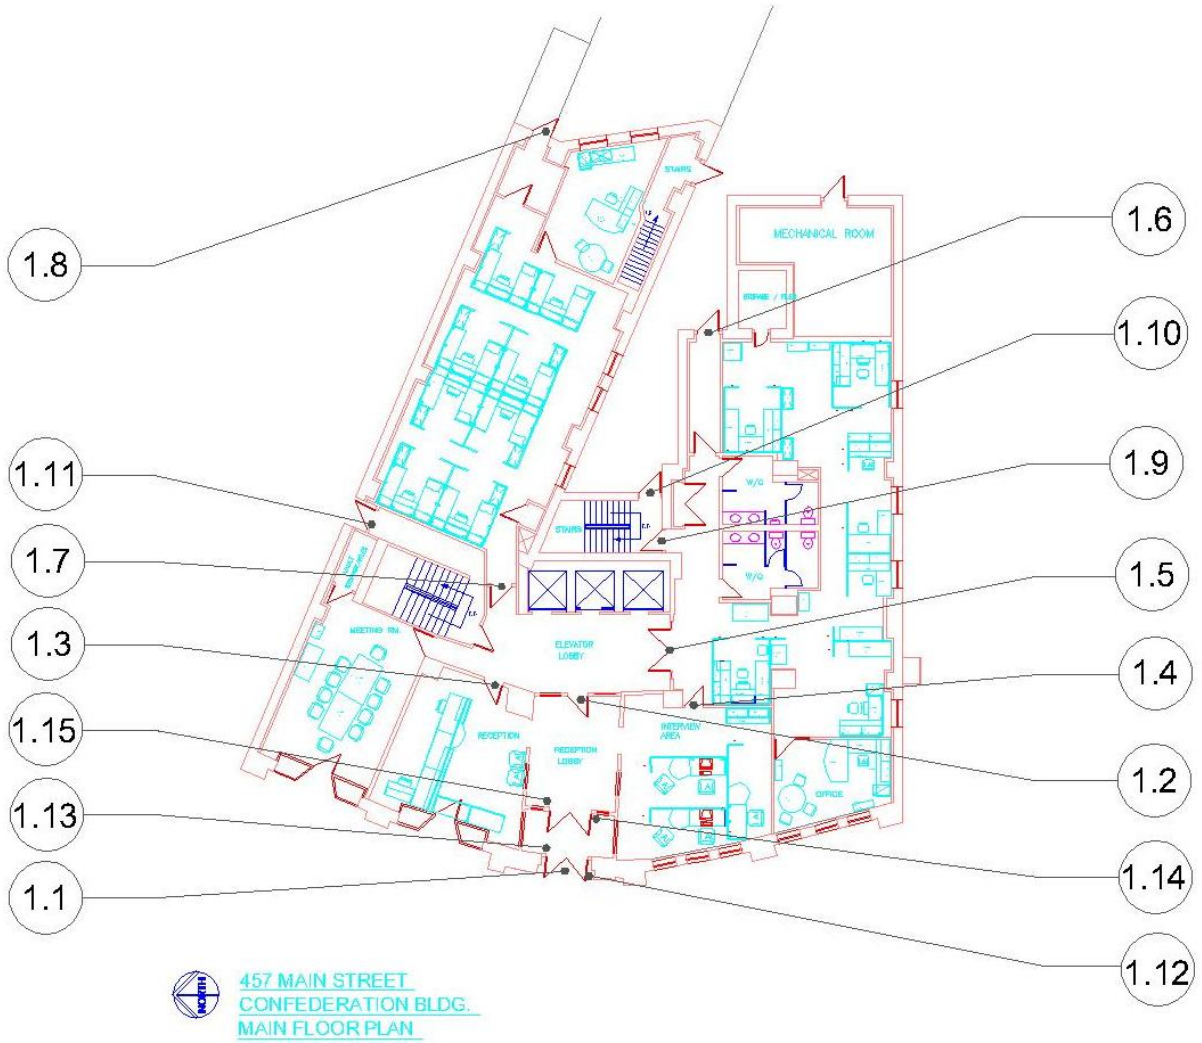 STAIRS
1.6
MECHANICAL ROOM
1.8
1.10
1.9
1.11
W/C
STAIRS
1.7
W/C
1.5
MEETING RM.
1.3
ELEVATOR
LOBBY
1.4
1.15
RECEPTION
INTERVIEW
AREA
RECEPTION
LOBBY
1.2
1.13
OFFICE
1.14
1.1
1.12
NORTH
457 MAIN STREET
CONFEDERATION BLDG.
MAIN FLOOR PLAN